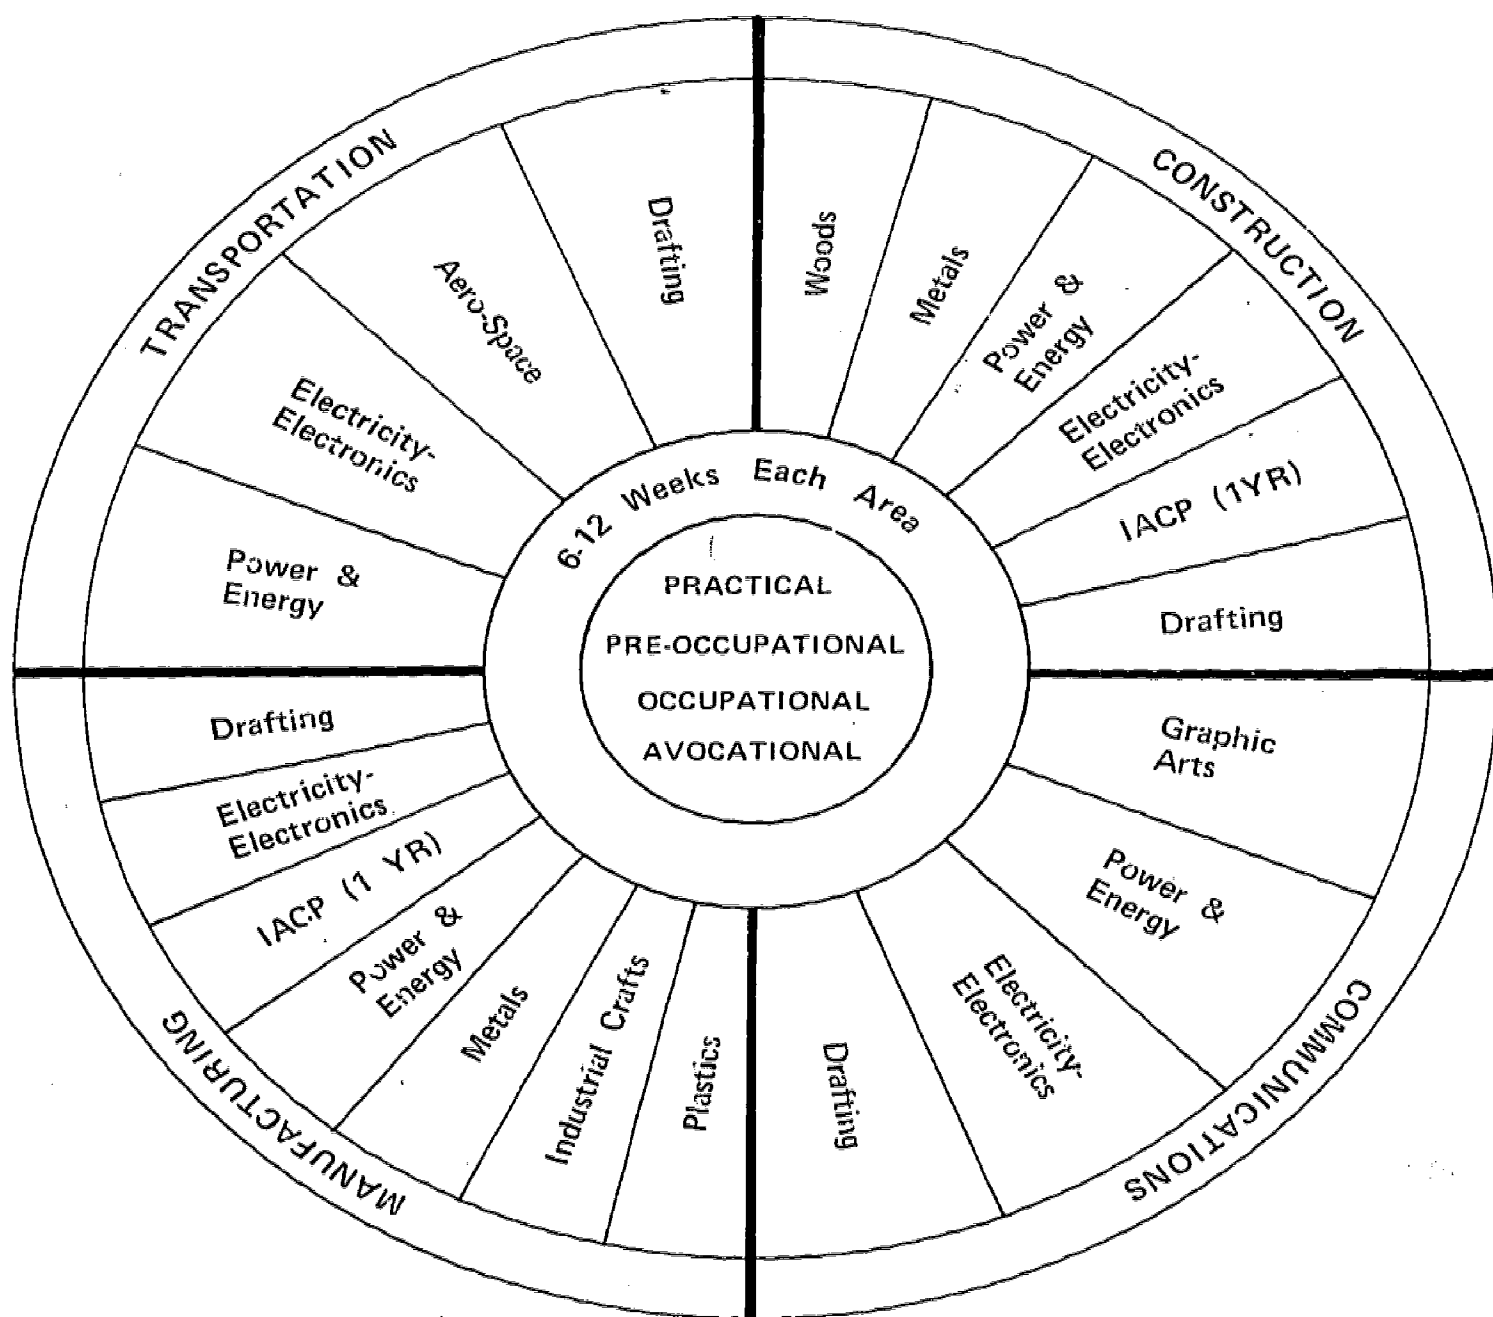 TRANSPORTATION
Drafting
Aero-Space
Electricity-
Electronics
Power &
Energy
CONSTRUCTION
Woods
Metals
Power &
Energy
Electricity-
Electronics
IACP (1YR)
Drafting
6-12 Weeks Each Area
PRACTICAL
PRE-OCCUPATIONAL
OCCUPATIONAL
AVOCATIONAL
MANUFACTURING
Drafting
Electricity-
Electronics
IACP (1 YR)
Power &
Energy
Metals
Industrial Crafts
Plastics
COMMUNICATIONS
Graphic
Arts
Power &
Energy
Electricity-
Electronics
Drafting